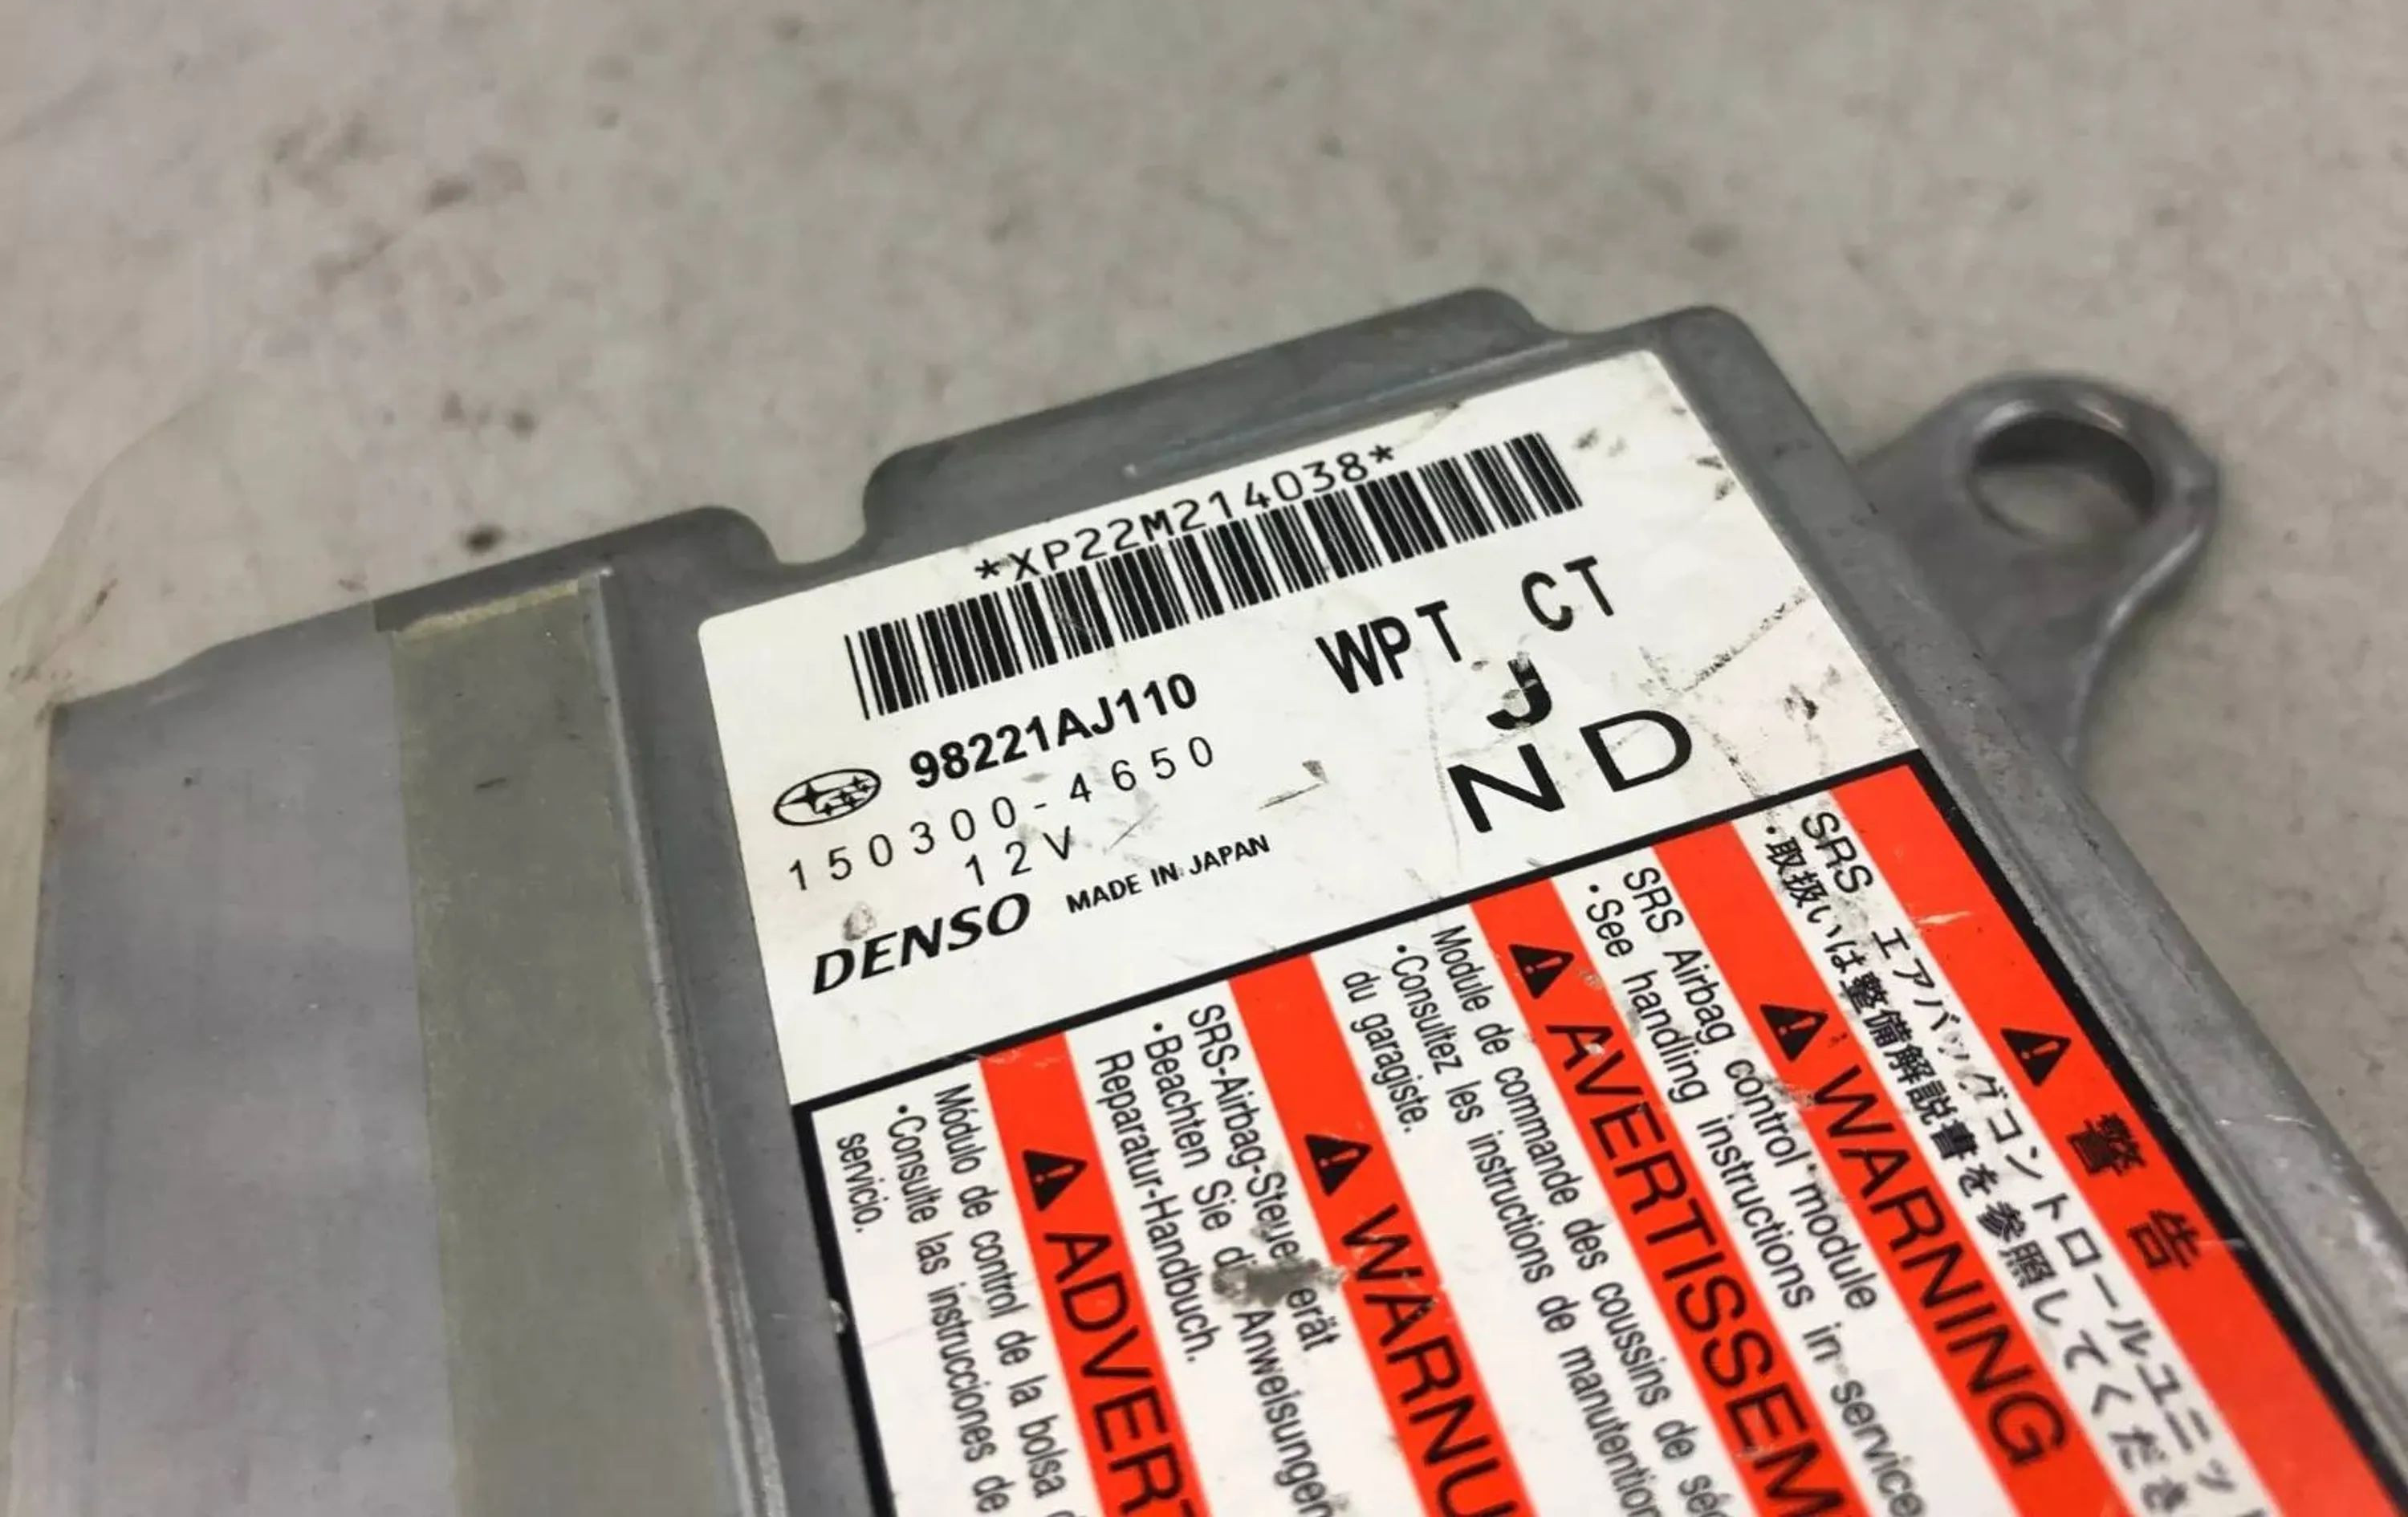 *XP22M214038*
WPT CT
98221AJ110
J
150300-4650
ND
12V
DENSO MADE IN JAPAN
警告
SRS エアバッグコントロールユニット
・取扱いは整備解説書を参照してくださ
WARNING
SRS Airbag control module
・See handling instructions in service
AVERTISSEM
Module de commande des coussins de séc
・Consultez les instructions de manutention
du garagiste.
WARNU
SRS-Airbag-Steue erät
・Beachten Sie di Anweisungen
Reparatur-Handbuch.
ADVERT
Módulo de control de la bolsa
・Consulte las instrucciones de
servicio.